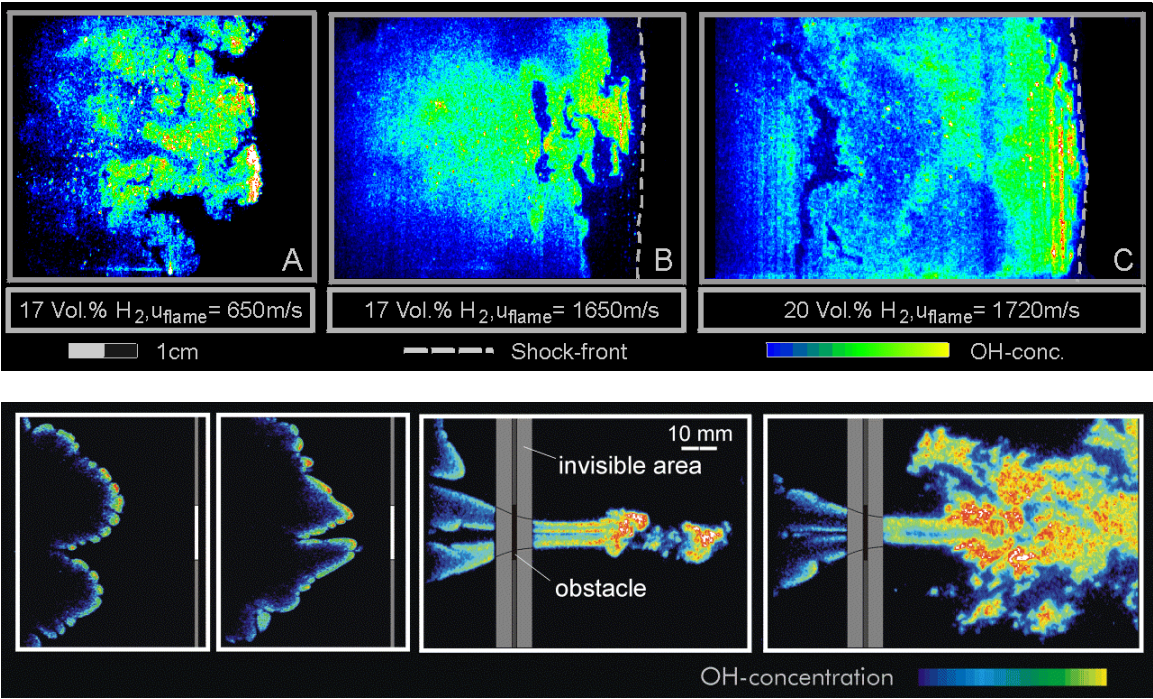 A
B
C
17 Vol.% H2,uflame= 650m/s
17 Vol.% H2,uflame= 1650m/s
20 Vol.% H2,uflame= 1720m/s
1cm
Shock-front
OH-conc.
10 mm
invisible area
obstacle
OH-concentration